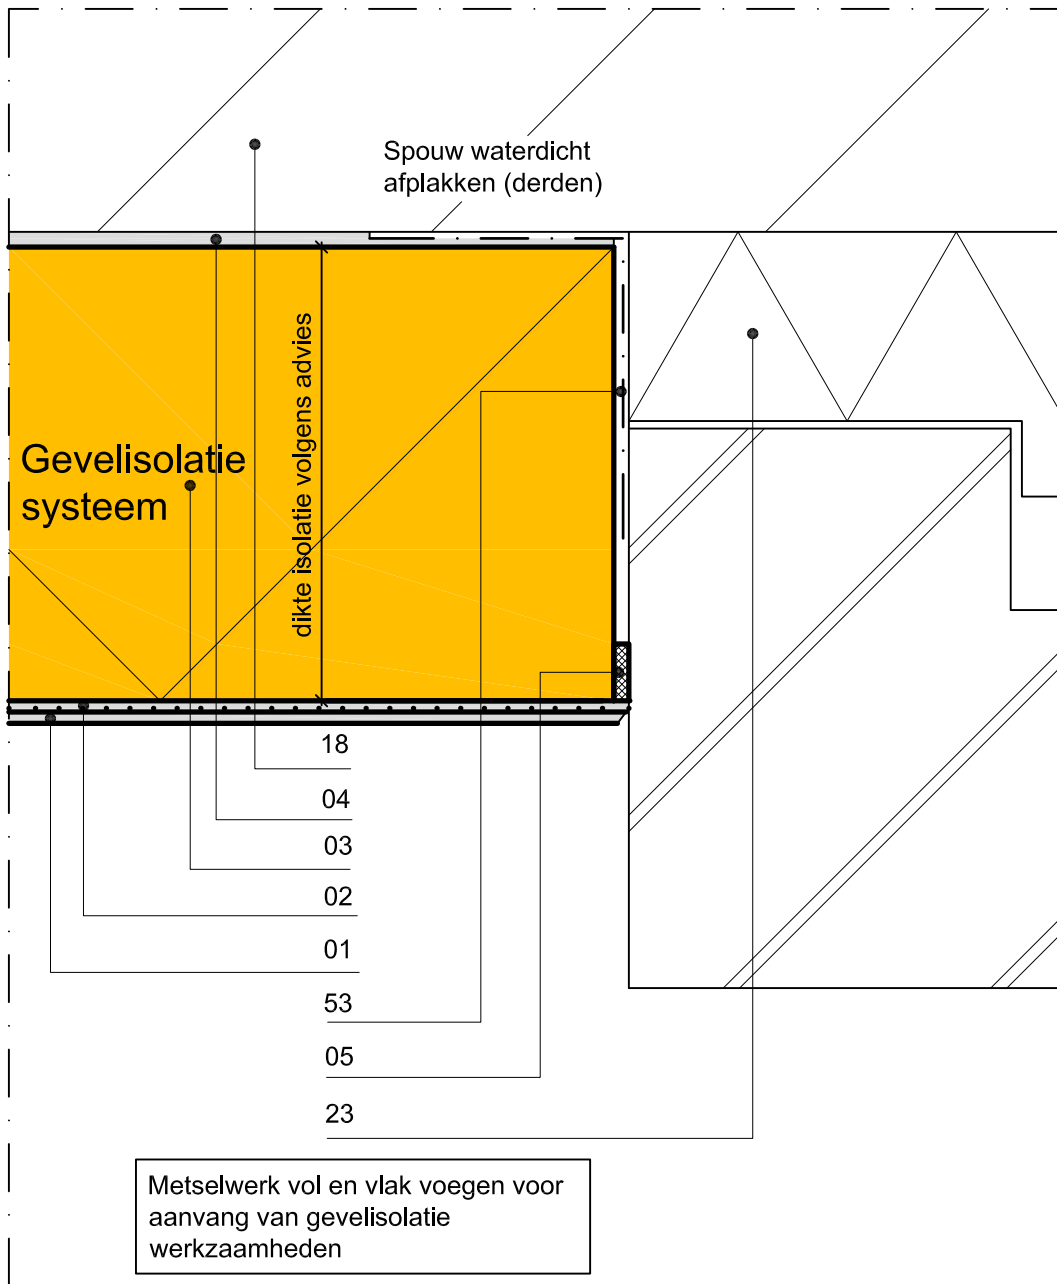 Spouw waterdicht
afplakken (derden)
dikte isolatie volgens advies
Gevelisolatie
systeem
18
04
03
02
01
53
05
23
Metselwerk vol en vlak voegen voor
aanvang van gevelisolatie
werkzaamheden